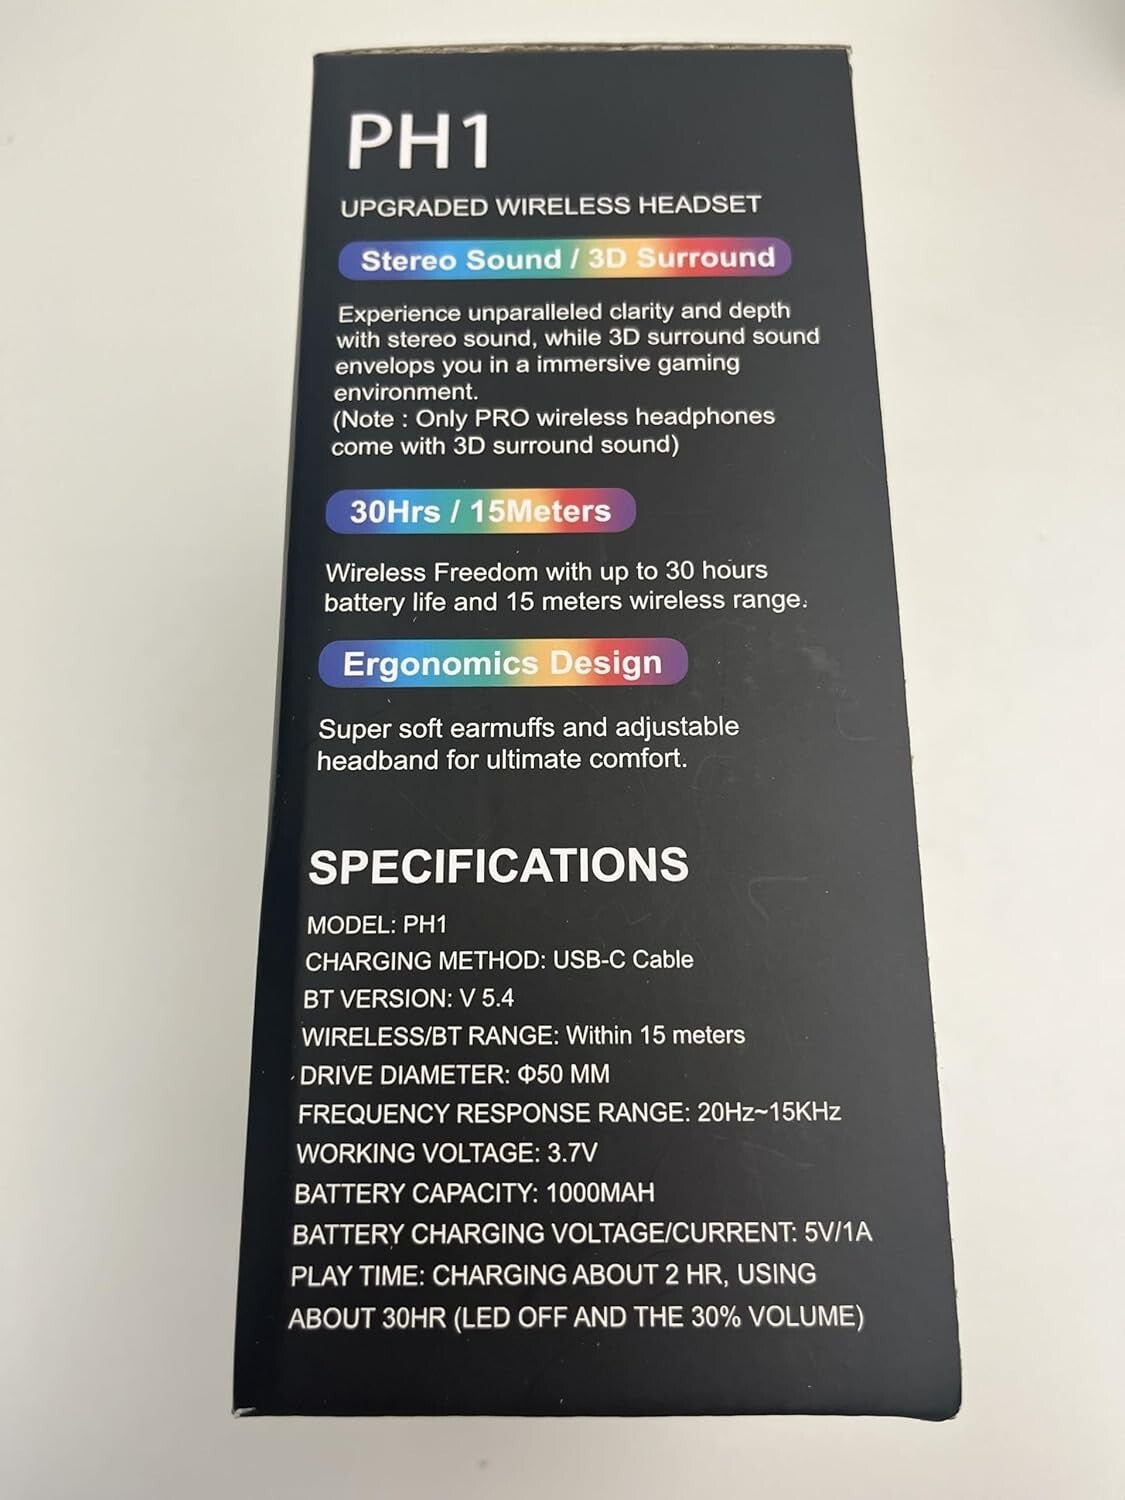 PH1
UPGRADED WIRELESS HEADSET
Stereo Sound / 3D Surround
Experience unparalleled clarity and depth
with stereo sound, while 3D surround sound
envelops you in a immersive gaming
environment.
(Note : Only PRO wireless headphones
come with 3D surround sound)
30Hrs / 15Meters
Wireless Freedom with up to 30 hours
battery life and 15 meters wireless range.
Ergonomics Design
Super soft earmuffs and adjustable
headband for ultimate comfort.
SPECIFICATIONS
MODEL: PH1
CHARGING METHOD: USB-C Cable
BT VERSION: V 5.4
WIRELESS/BT RANGE: Within 15 meters
DRIVE DIAMETER: Φ50 MM
FREQUENCY RESPONSE RANGE: 20Hz~15KHz
WORKING VOLTAGE: 3.7V
BATTERY CAPACITY: 1000MAH
BATTERY CHARGING VOLTAGE/CURRENT: 5V/1A
PLAY TIME: CHARGING ABOUT 2 HR, USING
ABOUT 30HR (LED OFF AND THE 30% VOLUME)